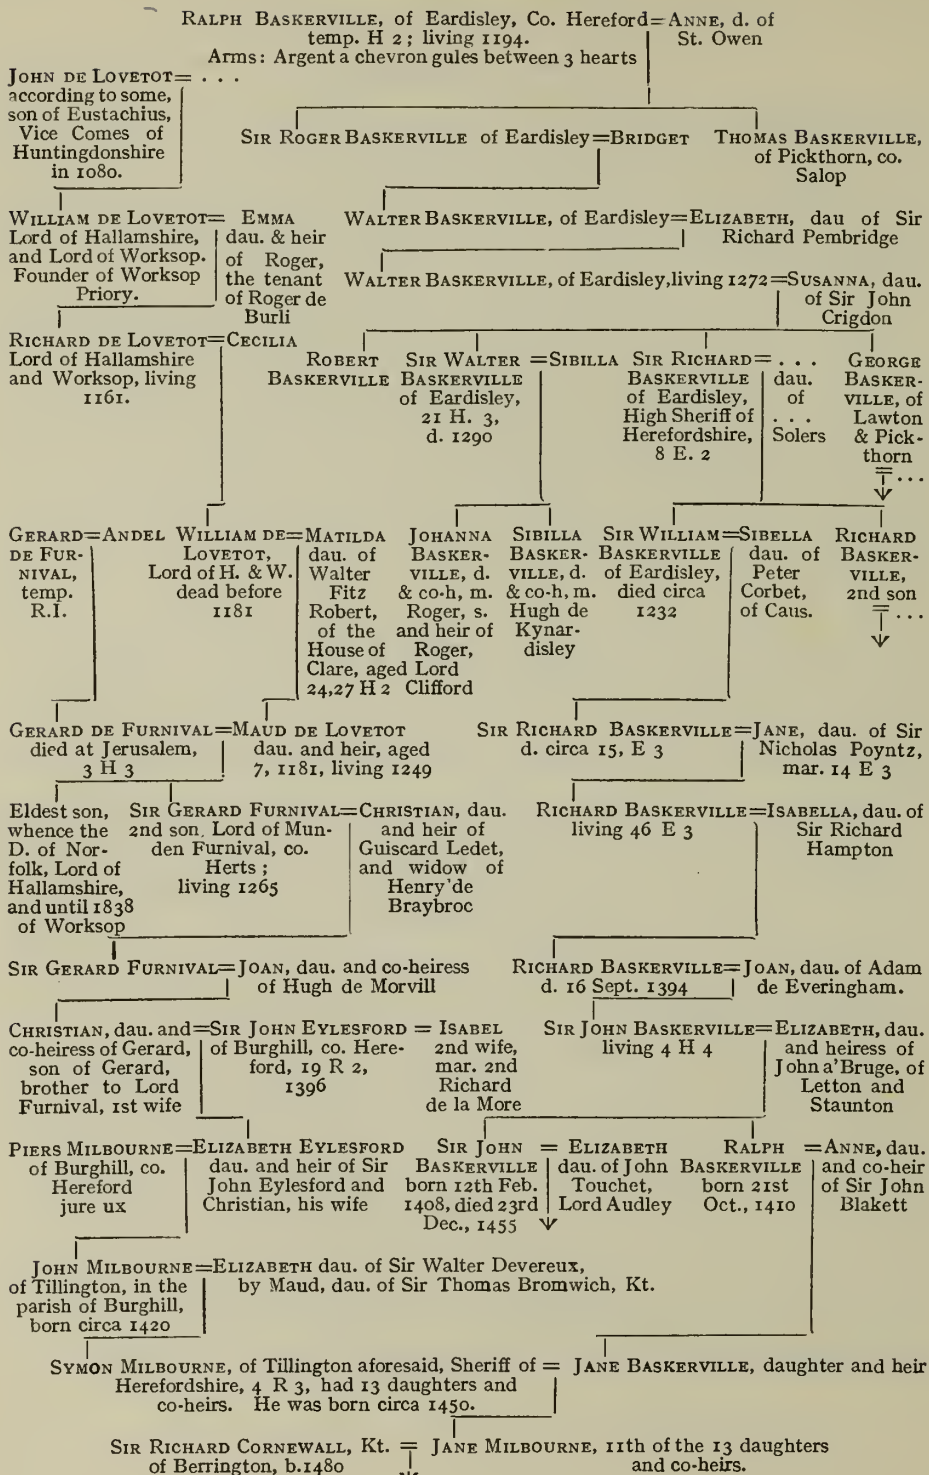 RALPH BASKERVILLE, of Eardisley, Co. Hereford=ANNE, d. of
temp. H 2; living 1194. St. Owen
Arms: Argent a chevron gules between 3 hearts
JOHN DE LOVETOT= . . .
according to some,
son of Eustachius,
Vice Comes of
Huntingdonshire
in 1080.
SIR ROGER BASKERVILLE of Eardisley=BRIDGET
THOMAS BASKERVILLE,
of Pickthorn, co.
Salop
WILLIAM DE LOVETOT=
Lord of Hallamshire,
and Lord of Worksop.
Founder of Worksop
Priory.
EMMA
dau. & heir
of Roger,
the tenant
of Roger de
Burli
WALTER BASKERVILLE, of Eardisley=ELIZABETH, dau of Sir
Richard Pembridge
WALTER BASKERVILLE, of Eardisley, living 1272=SUSANNA, dau.
of Sir John
Crigdon
RICHARD DE LOVETOT=CECILIA
Lord of Hallamshire
and Worksop, living
1161.
ROBERT
BASKERVILLE
SIR WALTER =SIBILLA
BASKERVILLE
of Eardisley,
21 H. 3,
d. 1290
SIR RICHARD= . . .
BASKERVILLE
of Eardisley,
High Sheriff of
Herefordshire,
8 E. 2
dau.
of
. . .
Solers
GEORGE
BASKER-
VILLE, of
Lawton
& Pick-
thorn
= . . .
GERARD=ANDEL
DE FUR-
NIVAL,
temp.
R.I.
WILLIAM DE=
LOVETOT,
Lord of H. & W.
dead before
1181
MATILDA
dau. of
Walter
Fitz
Robert,
of the
House of
Clare, aged
24,27 H 2
JOHANNA
BASKER-
VILLE, d.
& co-h, m.
Roger, s.
and heir of
Roger,
Lord
Clifford
SIBILLA
BASKER-
VILLE, d.
& co-h, m.
Hugh de
Kynar-
disley
SIR WILLIAM=
BASKERVILLE
of Eardisley,
died circa
1232
SIBELLA
dau. of
Peter
Corbet,
of Caus.
RICHARD
BASKER-
VILLE,
2nd son
= . . .
GERARD DE FURNIVAL=MAUD DE LOVETOT
died at Jerusalem,
3 H 3
dau. and heir, aged
7, 1181, living 1249
SIR RICHARD BASKERVILLE=JANE, dau. of Sir
d. circa 15, E 3
Nicholas Poyntz,
mar. 14 E 3
Eldest son,
whence the
D. of Nor-
folk, Lord of
Hallamshire,
and until 1838
of Worksop
SIR GERARD FURNIVAL=
2nd son, Lord of Mun-
den Furnival, co.
Herts;
living 1265
CHRISTIAN, dau.
and heir of
Guiscard Ledet,
and widow of
Henry'de
Braybroc
RICHARD BASKERVILLE=ISABELLA, dau. of
living 46 E 3
Sir Richard
Hampton
SIR GERARD FURNIVAL=JOAN, dau. and co-heiress
of Hugh de Morvill
RICHARD BASKERVILLE=JOAN, dau. of Adam
d. 16 Sept. 1394
de Everingham.
CHRISTIAN, dau. and=
co-heiress of Gerard,
son of Gerard,
brother to Lord
Furnival, 1st wife
SIR JOHN EYLESFORD =
of Burghill, co. Here-
ford, 19 R 2,
1396
ISABEL
2nd wife,
mar. 2nd
Richard
de la More
SIR JOHN BASKERVILLE=
living 4 H 4
ELIZABETH, dau.
and heiress of
John a'Bruge, of
Letton and
Staunton
PIERS MILBOURNE=
of Burghill, co.
Hereford
jure ux
ELIZABETH EYLESFORD
dau. and heir of Sir
John Eylesford and
Christian, his wife
SIR JOHN =
BASKERVILLE
born 12th Feb.
1408, died 23rd
Dec., 1455
ELIZABETH
dau. of John
Touchet,
Lord Audley
RALPH
BASKERVILLE
born 21st
Oct., 1410
=ANNE, dau.
and co-heir
of Sir John
Blakett
JOHN MILBOURNE=ELIZABETH dau. of Sir Walter Devereux,
of Tillington, in the
parish of Burghill,
born circa 1420
by Maud, dau. of Sir Thomas Bromwich, Kt.
SYMON MILBOURNE, of Tillington aforesaid, Sheriff of = JANE BASKERVILLE, daughter and heir
Herefordshire, 4 R 3, had 13 daughters and
co-heirs. He was born circa 1450.
SIR RICHARD CORNEWALL, Kt. = JANE MILBOURNE, 11th of the 13 daughters
of Berrington, b.1480 and co-heirs.